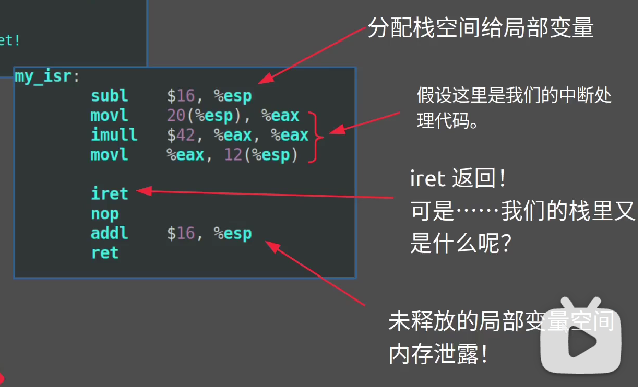 et!
分配栈空间给局部变量
my_isr:
subl $16, %esp
movl 20(%esp), %eax
imull $42, %eax, %eax
movl %eax, 12(%esp)
假设这里是我们的中断处
理代码。
iret
nop
addl $16, %esp
ret
iret 返回!
可是……我们的栈里又
是什么呢?
未释放的局部变量空间
内存泄露!